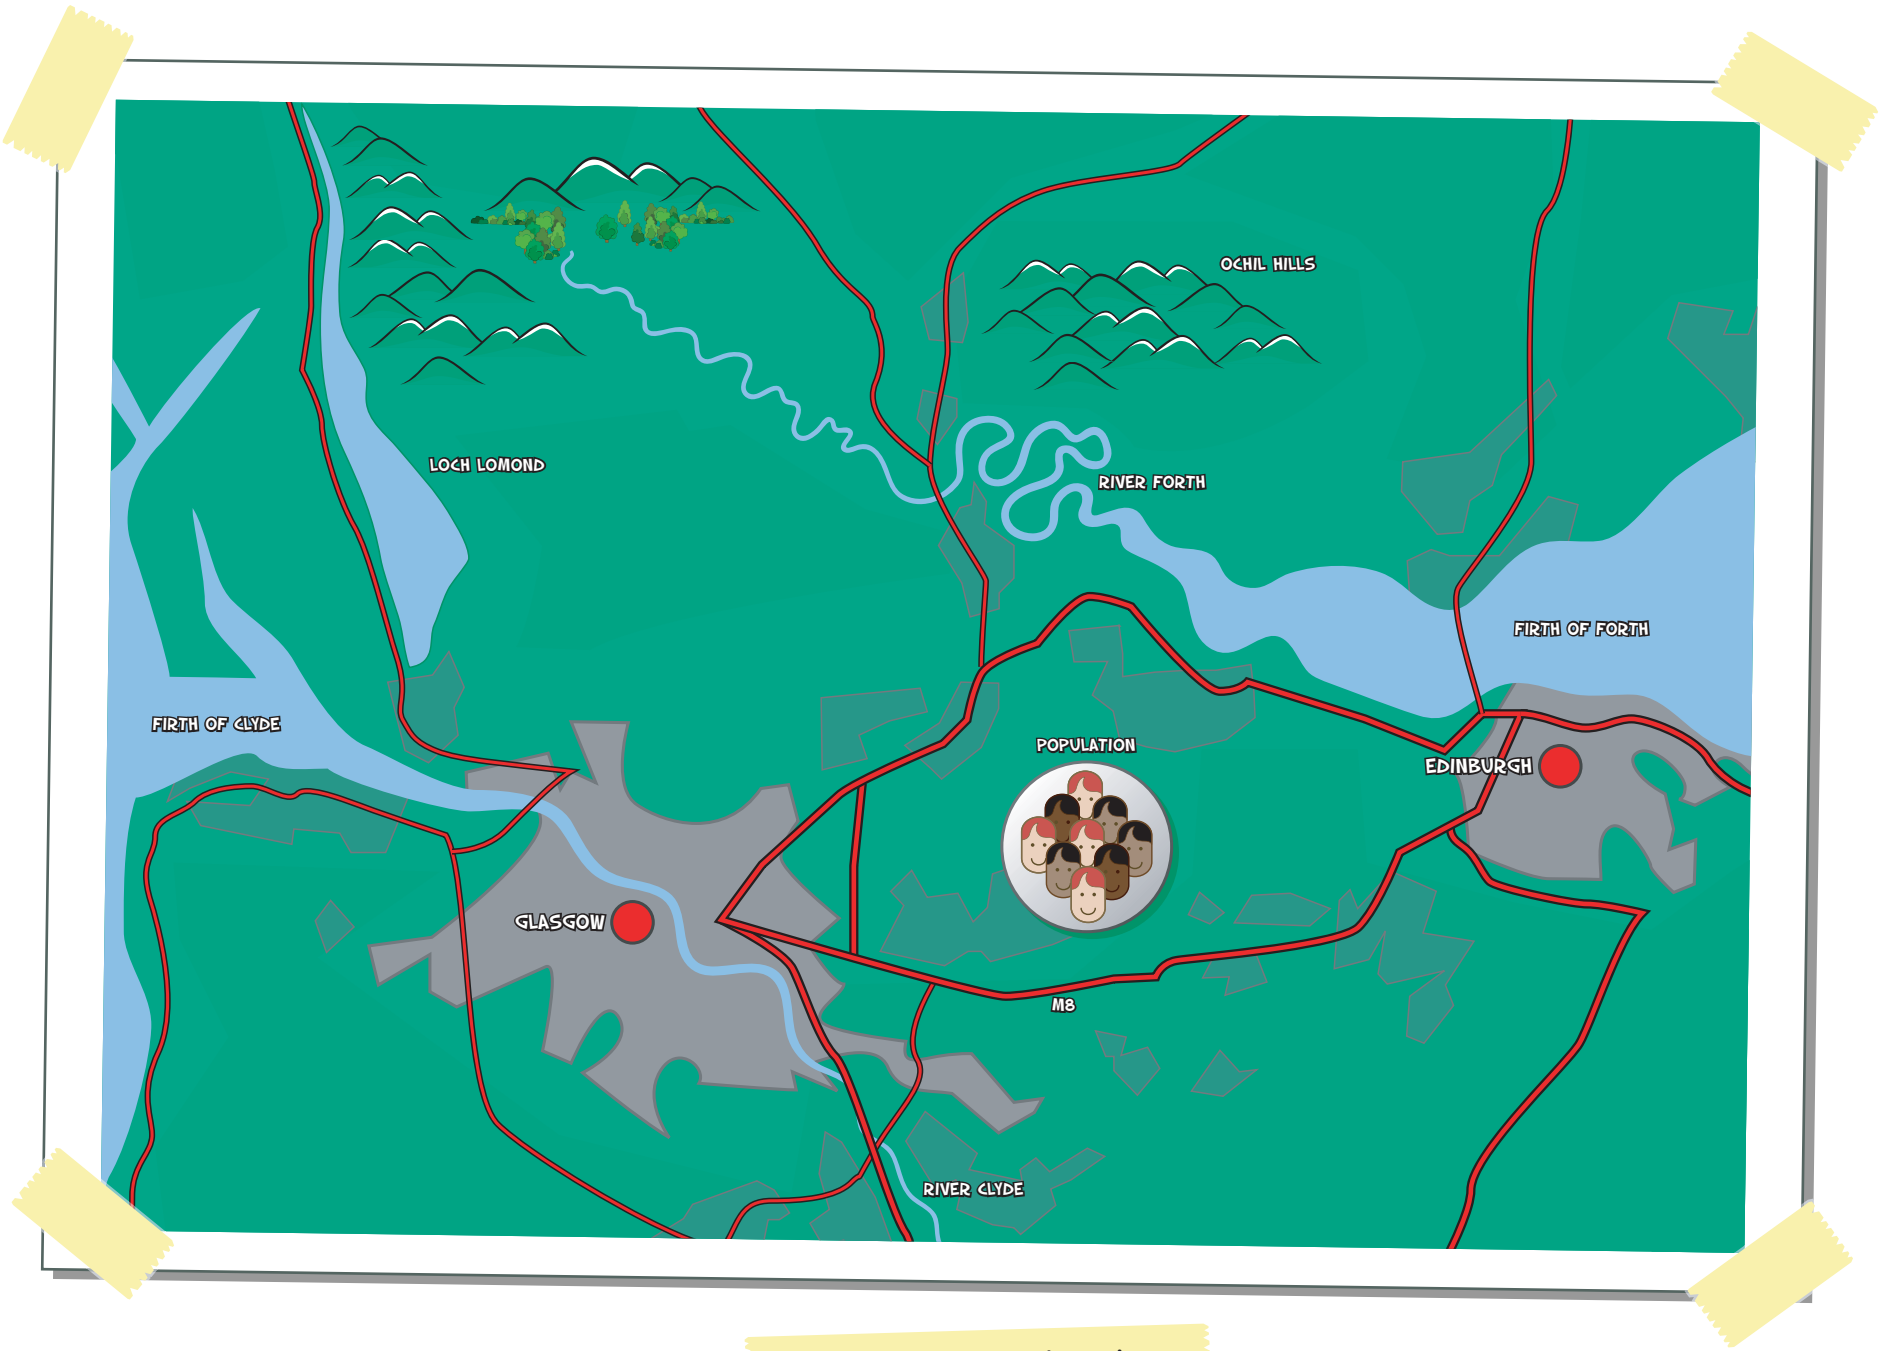 OCHIL HILLS
LOCH LOMOND
RIVER FORTH
FIRTH OF FORTH
FIRTH OF CLYDE
POPULATION
EDINBURGH
GLASGOW
M8
RIVER CLYDE